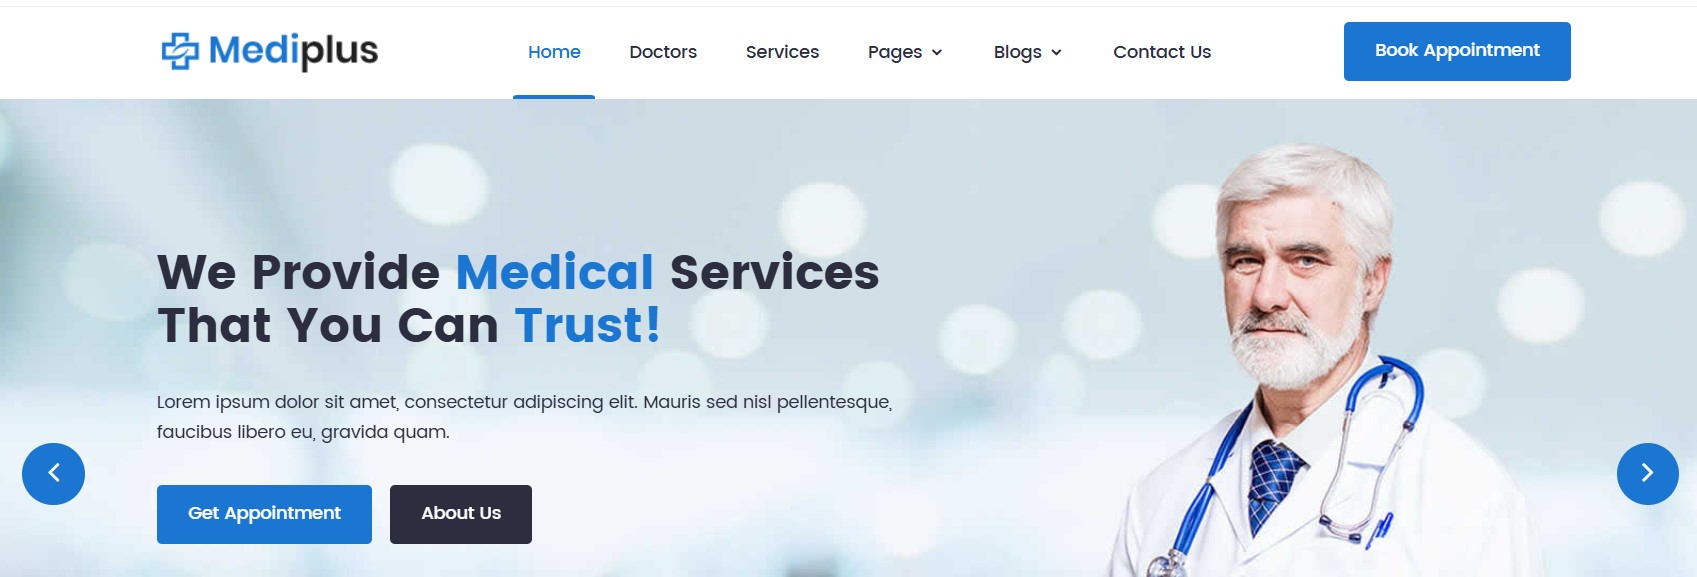 Mediplus
Home Doctors Services Pages Blogs Contact Us
Book Appointment
We Provide Medical Services
That You Can Trust!
Lorem ipsum dolor sit amet, consectetur adipiscing elit. Mauris sed nisl pellentesque,
faucibus libero eu, gravida quam.
Get Appointment
About Us